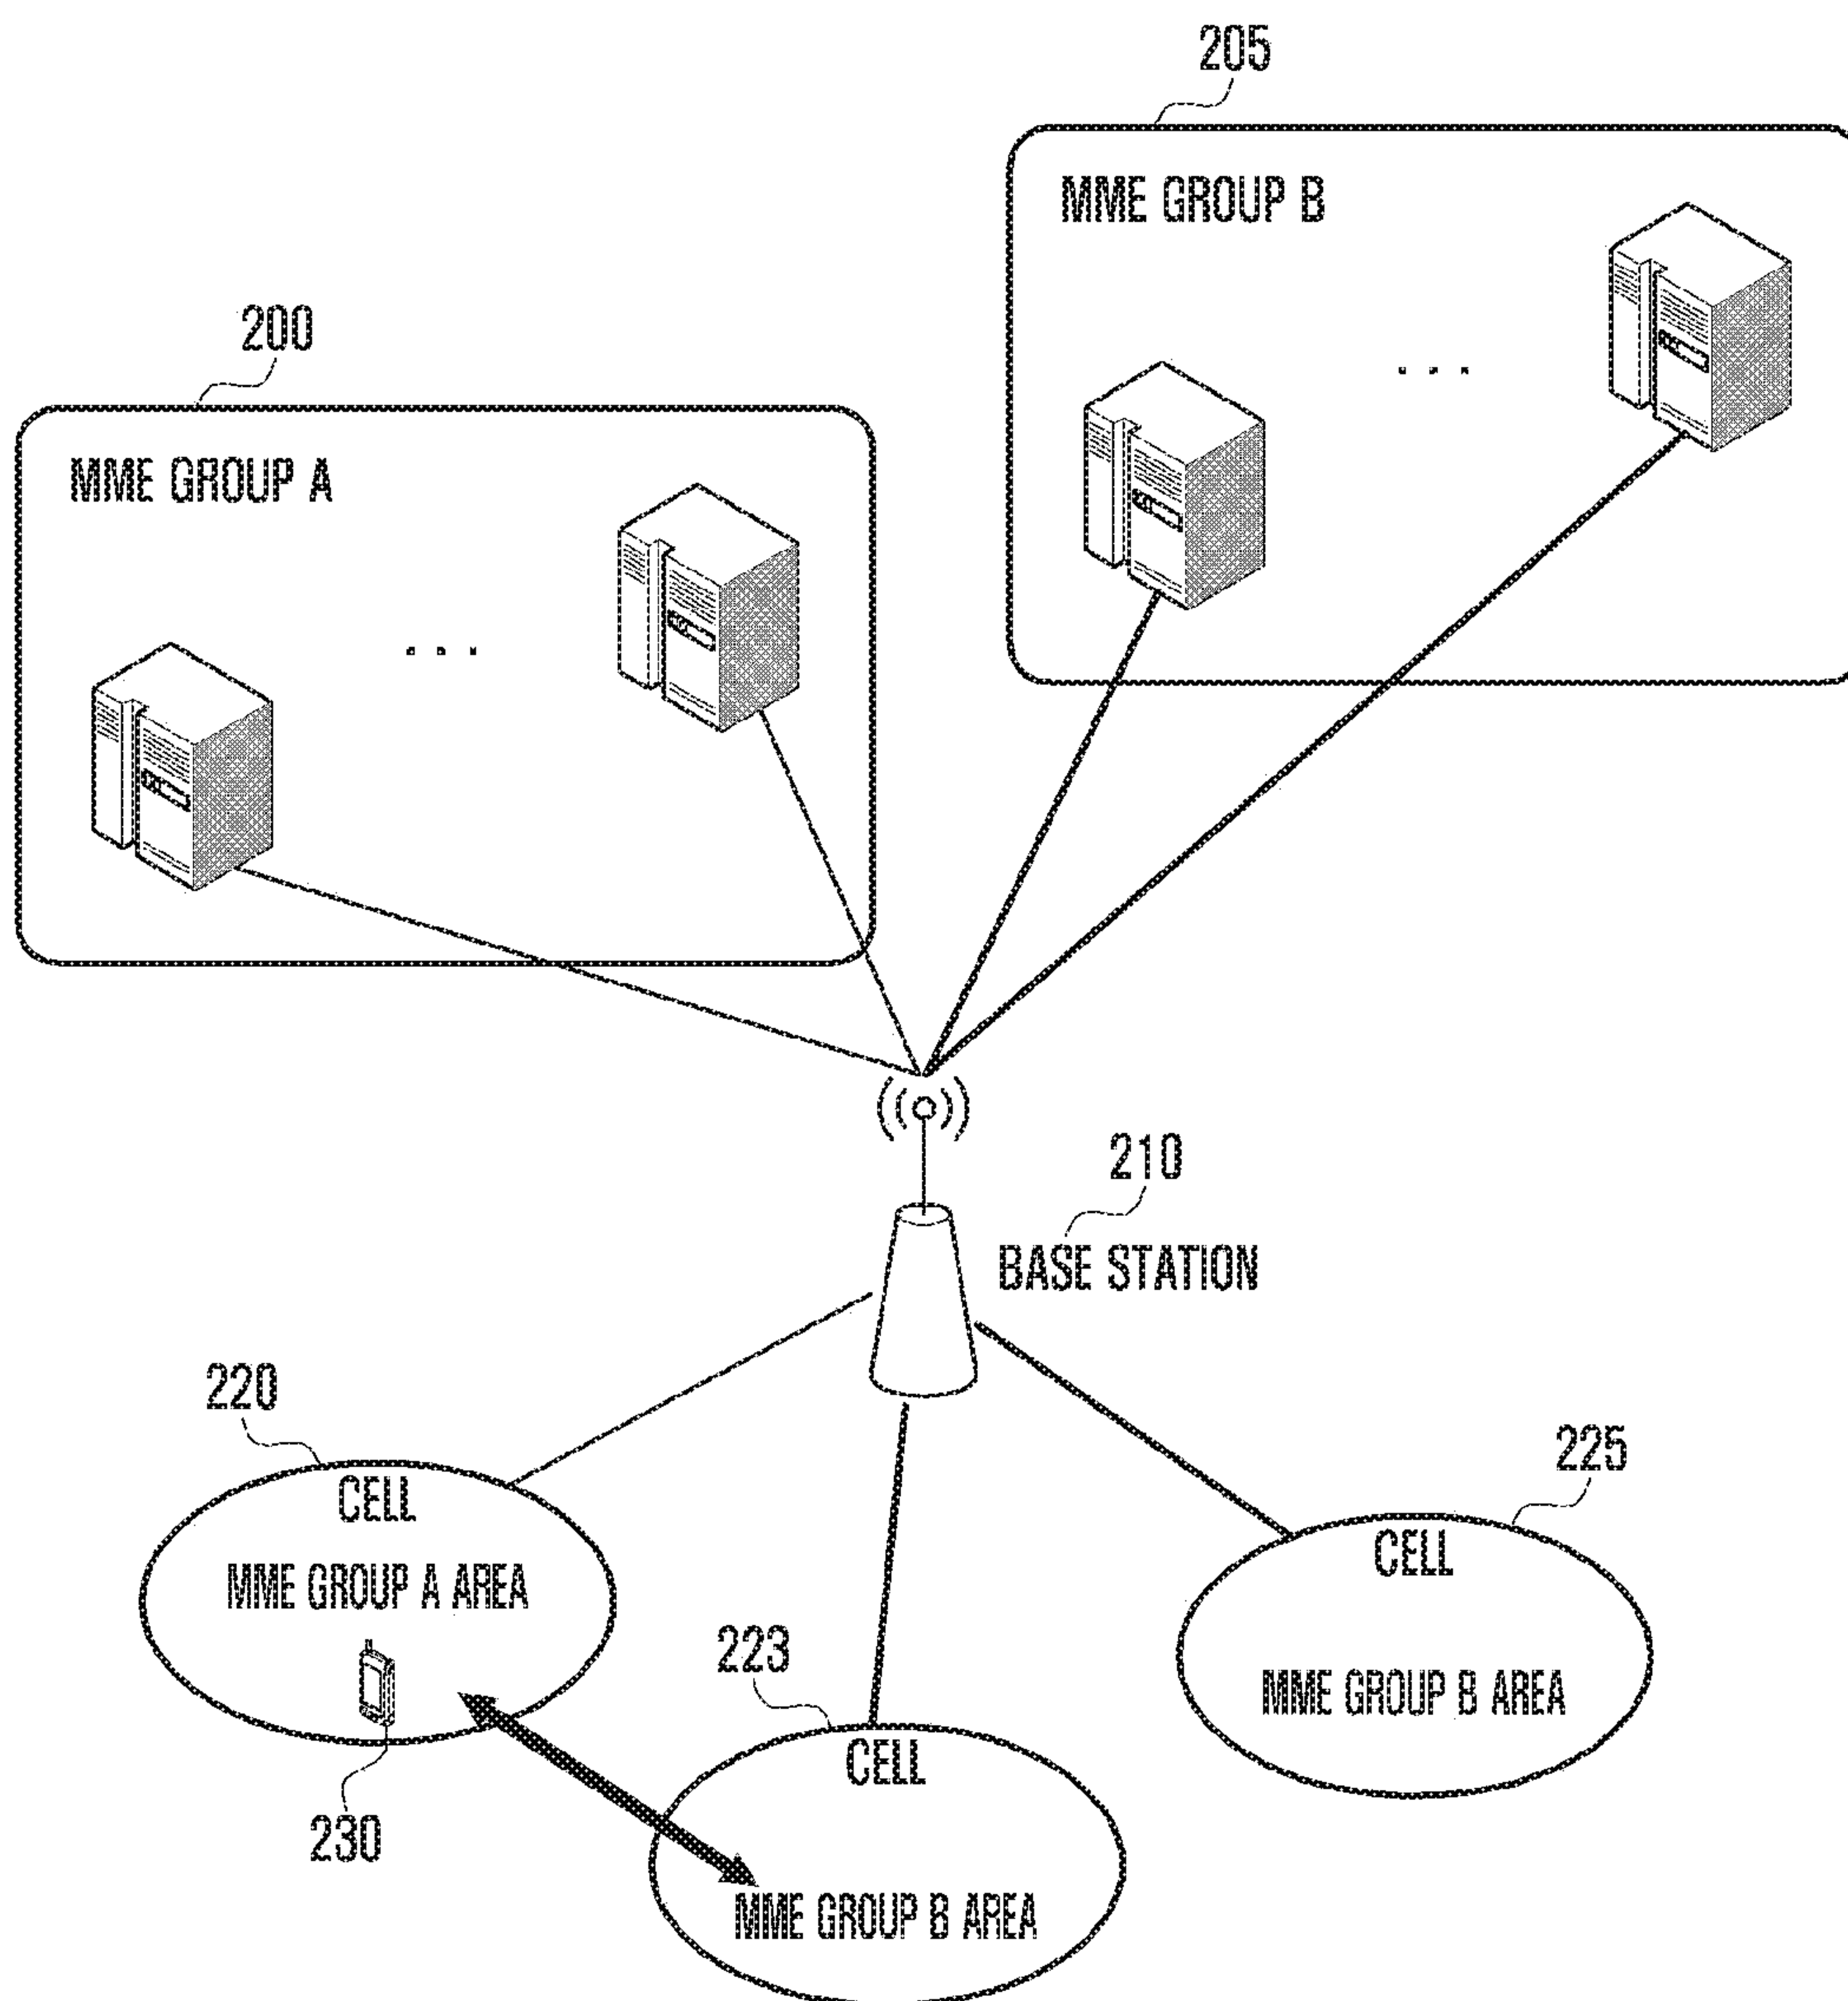 205
MME GROUP B
200
MME GROUP A
210
BASE STATION
220
CELL
MME GROUP A AREA
225
CELL
MME GROUP B AREA
223
CELL
MME GROUP B AREA
230